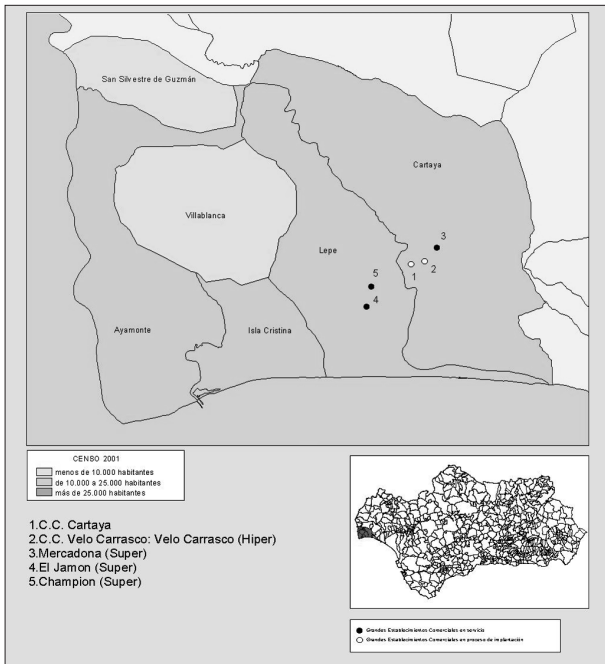 San Silvestre de Guzmán
Cartaya
Villablanca
3
Lepe
2
1
5
4
Ayamonte
Isla Cristina
CENSO 2001
menos de 10.000 habitantes
de 10.000 a 25.000 habitantes
más de 25.000 habitantes
1.C.C. Cartaya
2.C.C. Velo Carrasco: Velo Carrasco (Hiper)
3.Mercadona (Super)
4.El Jamon (Super)
5.Champion (Super)
Grandes Establecimientos Comerciales en servicio
Grandes Establecimientos Comerciales en proceso de implantación